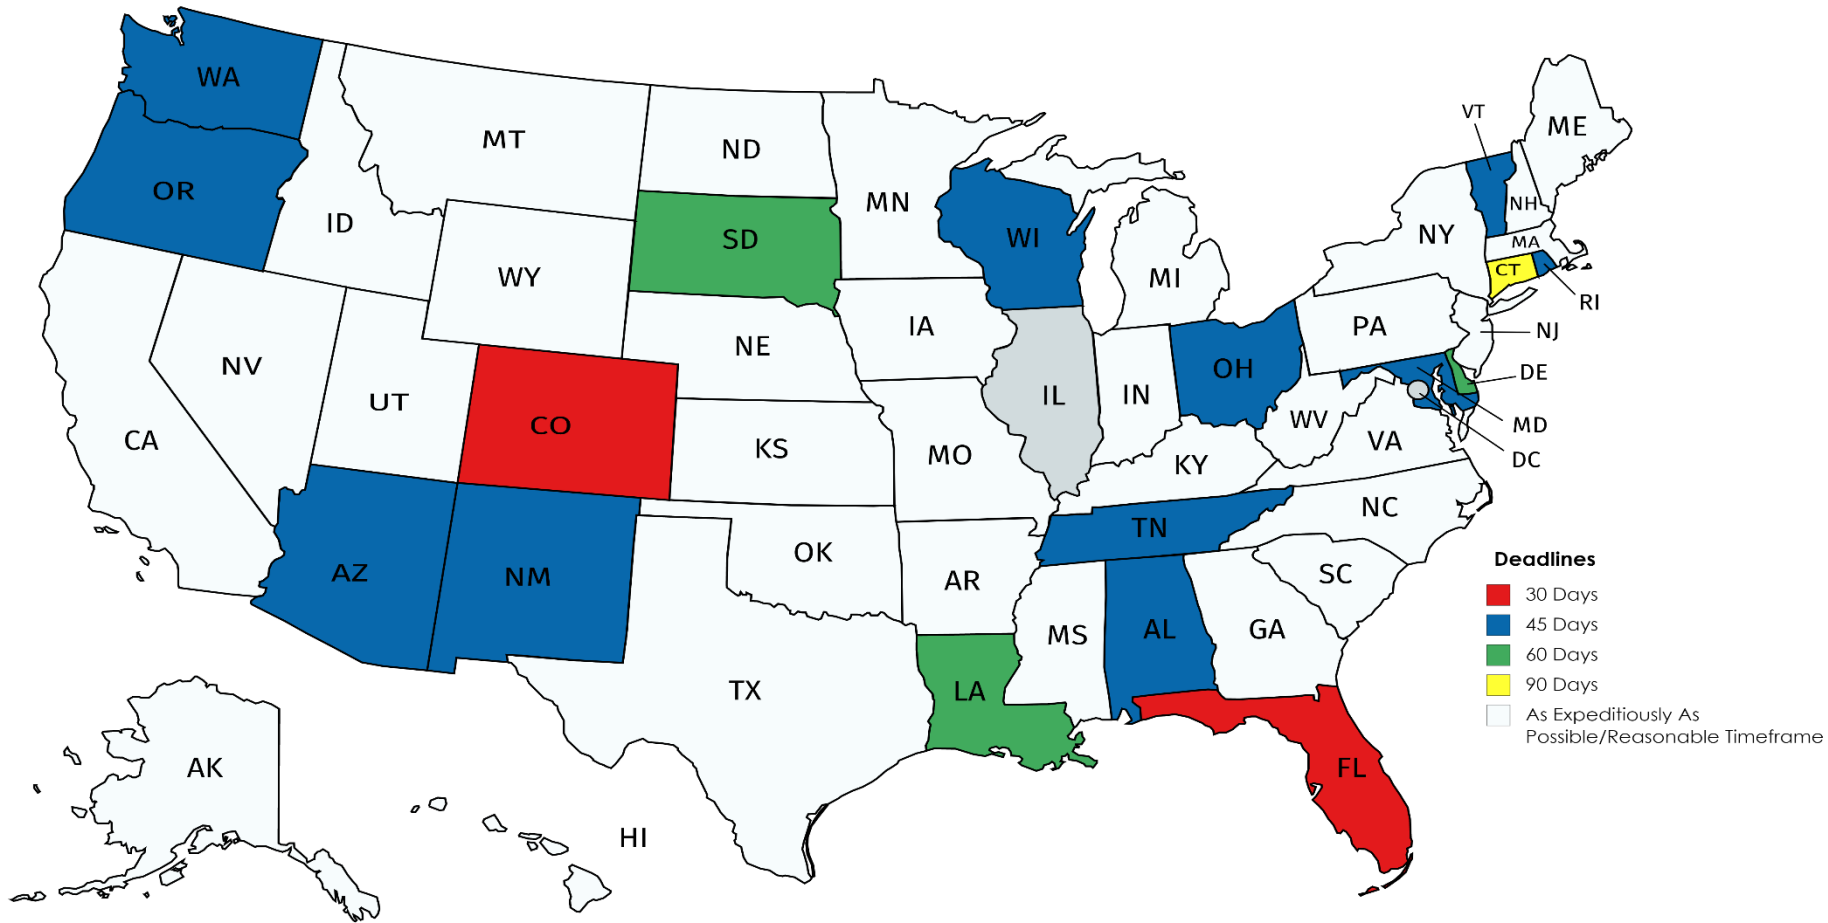 WA
MT
ND
MN
VT
ME
OR
ID
SD
WI
NY
NH
MA
WY
MI
CT
RI
IA
PA
NJ
NV
NE
OH
DE
UT
IL
IN
CO
WV
MD
CA
KS
MO
KY
VA
DC
NC
TN
OK
AZ
NM
AR
SC
MS
AL
GA
TX
LA
FL
AK
HI
Deadlines
30 Days
45 Days
60 Days
90 Days
As Expeditiously As
Possible/Reasonable Timeframe